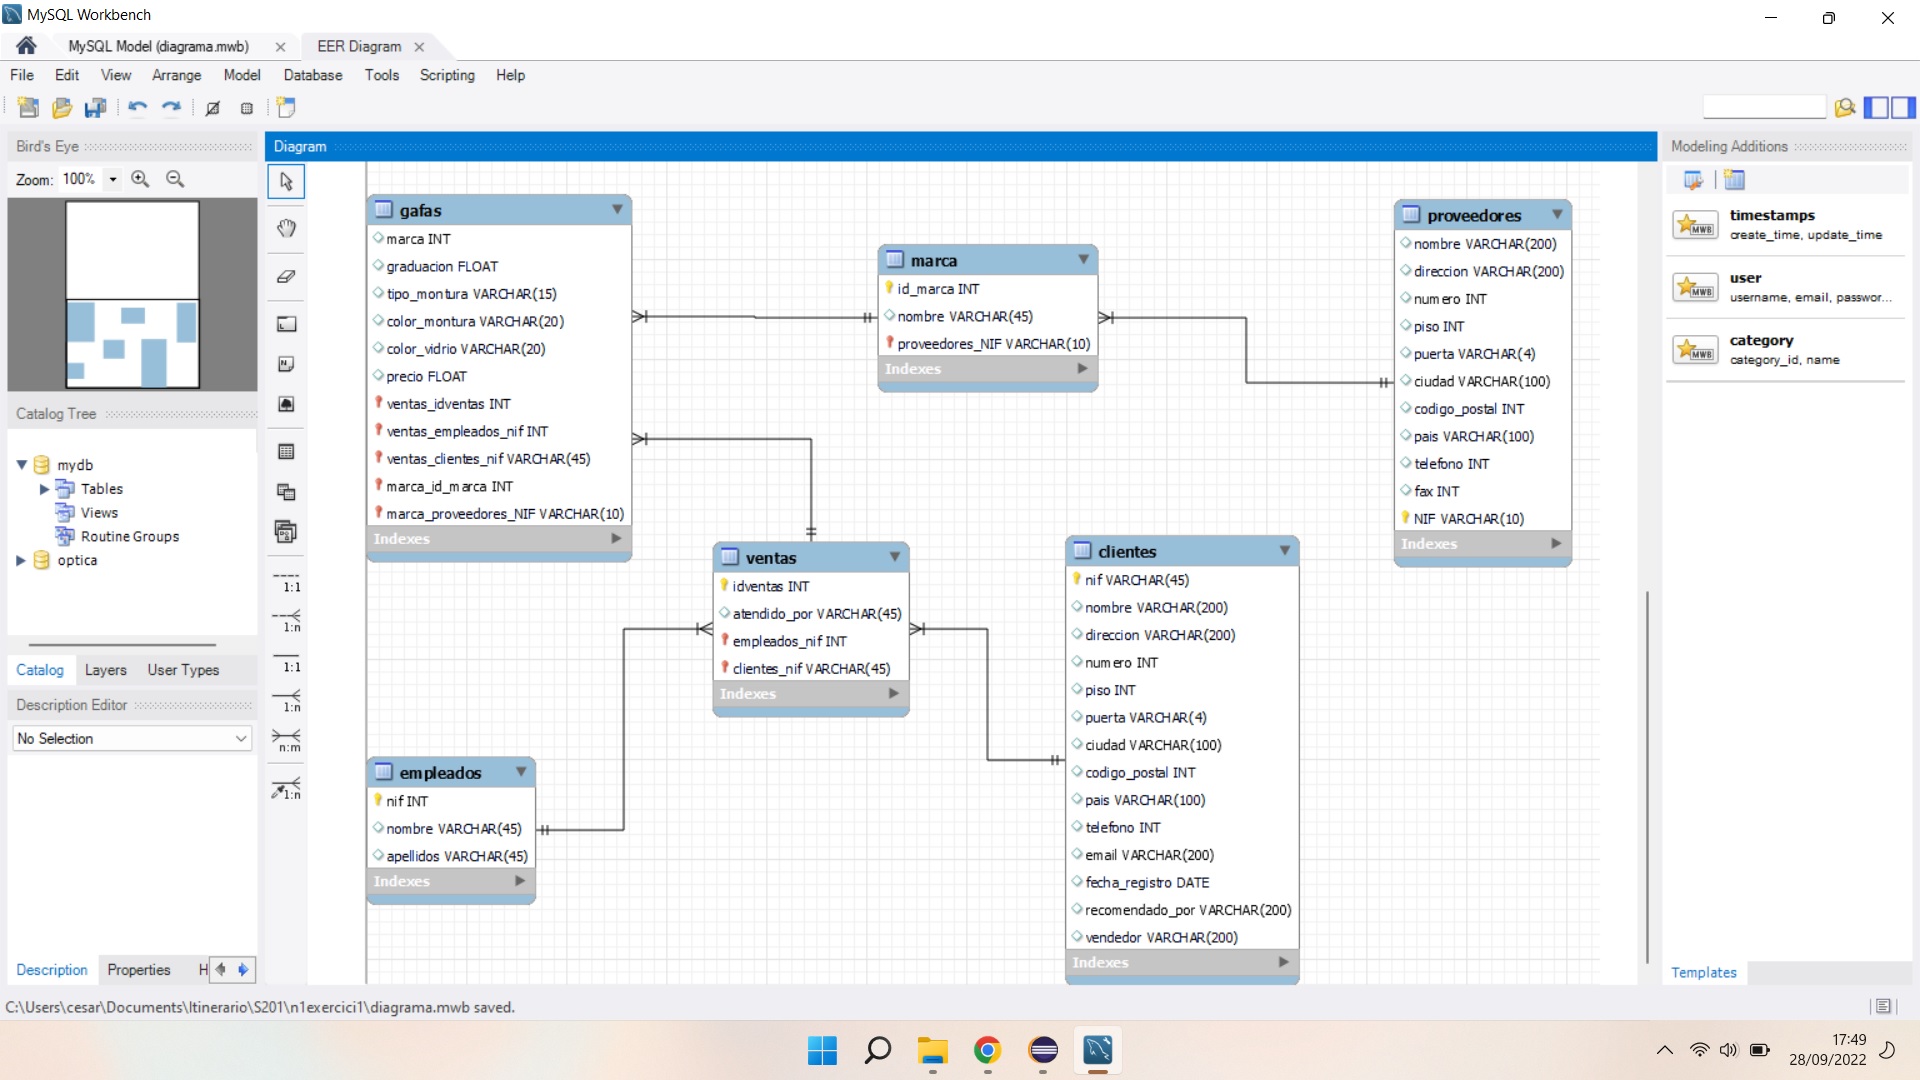 MySQL Workbench
MySQL Model (diagrama.mwb)
EER Diagram
File Edit View Arrange Model Database Tools Scripting Help
Bird's Eye
Zoom: 100%
Catalog Tree
mydb
Tables
Views
Routine Groups
optica
Catalog Layers User Types
Description Editor
No Selection
Description Properties H
1:1
1:n
1:1
1:n
n:m
1:n
Diagram
gafas
marca INT
graduacion FLOAT
tipo_montura VARCHAR(15)
color_montura VARCHAR(20)
color_vidrio VARCHAR(20)
precio FLOAT
ventas_idventas INT
ventas_empleados_nif INT
ventas_clientes_nif VARCHAR(45)
marca_id_marca INT
marca_proveedores_NIF VARCHAR(10)
Indexes
marca
id_marca INT
nombre VARCHAR(45)
proveedores_NIF VARCHAR(10)
Indexes
proveedores
nombre VARCHAR(200)
direccion VARCHAR(200)
numero INT
piso INT
puerta VARCHAR(4)
ciudad VARCHAR(100)
codigo_postal INT
pais VARCHAR(100)
telefono INT
fax INT
NIF VARCHAR(10)
Indexes
ventas
idventas INT
atendido_por VARCHAR(45)
empleados_nif INT
clientes_nif VARCHAR(45)
Indexes
clientes
nif VARCHAR(45)
nombre VARCHAR(200)
direccion VARCHAR(200)
numero INT
piso INT
puerta VARCHAR(4)
ciudad VARCHAR(100)
codigo_postal INT
pais VARCHAR(100)
telefono INT
email VARCHAR(200)
fecha_registro DATE
recomendado_por VARCHAR(200)
vendedor VARCHAR(200)
Indexes
empleados
nif INT
nombre VARCHAR(45)
apellidos VARCHAR(45)
Indexes
Modeling Additions
timestamps
create_time, update_time
user
username, email, passwor...
category
category_id, name
Templates
C:\Users\cesar\Documents\Itinerario\S201\n1exercici1\diagrama.mwb saved.
17:49
28/09/2022